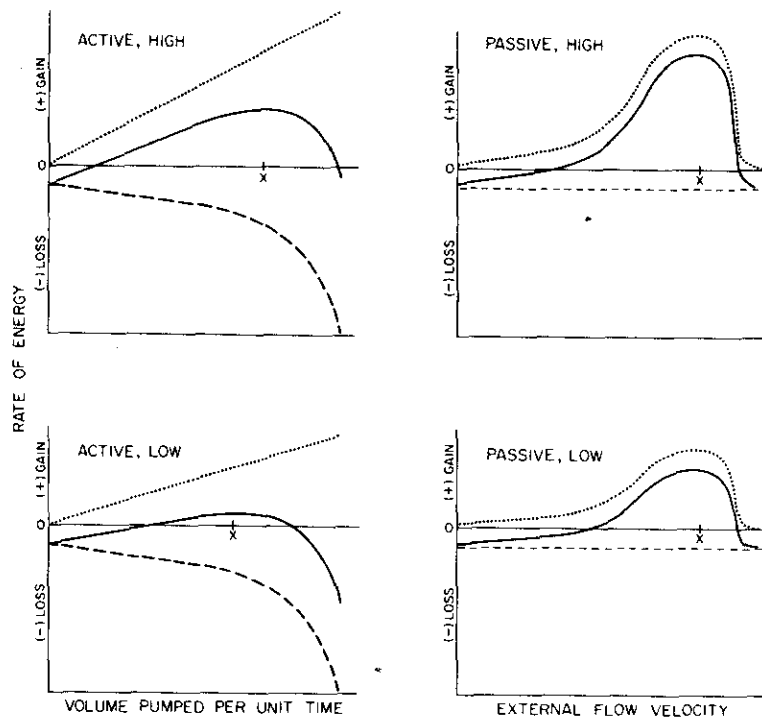 ACTIVE, HIGH
(+) GAIN
0
X
(-) LOSS
PASSIVE, HIGH
(+) GAIN
0
X
(-) LOSS
RATE OF ENERGY
ACTIVE, LOW
(+) GAIN
0
X
(-) LOSS
VOLUME PUMPED PER UNIT TIME
PASSIVE, LOW
(+) GAIN
0
X
(-) LOSS
EXTERNAL FLOW VELOCITY